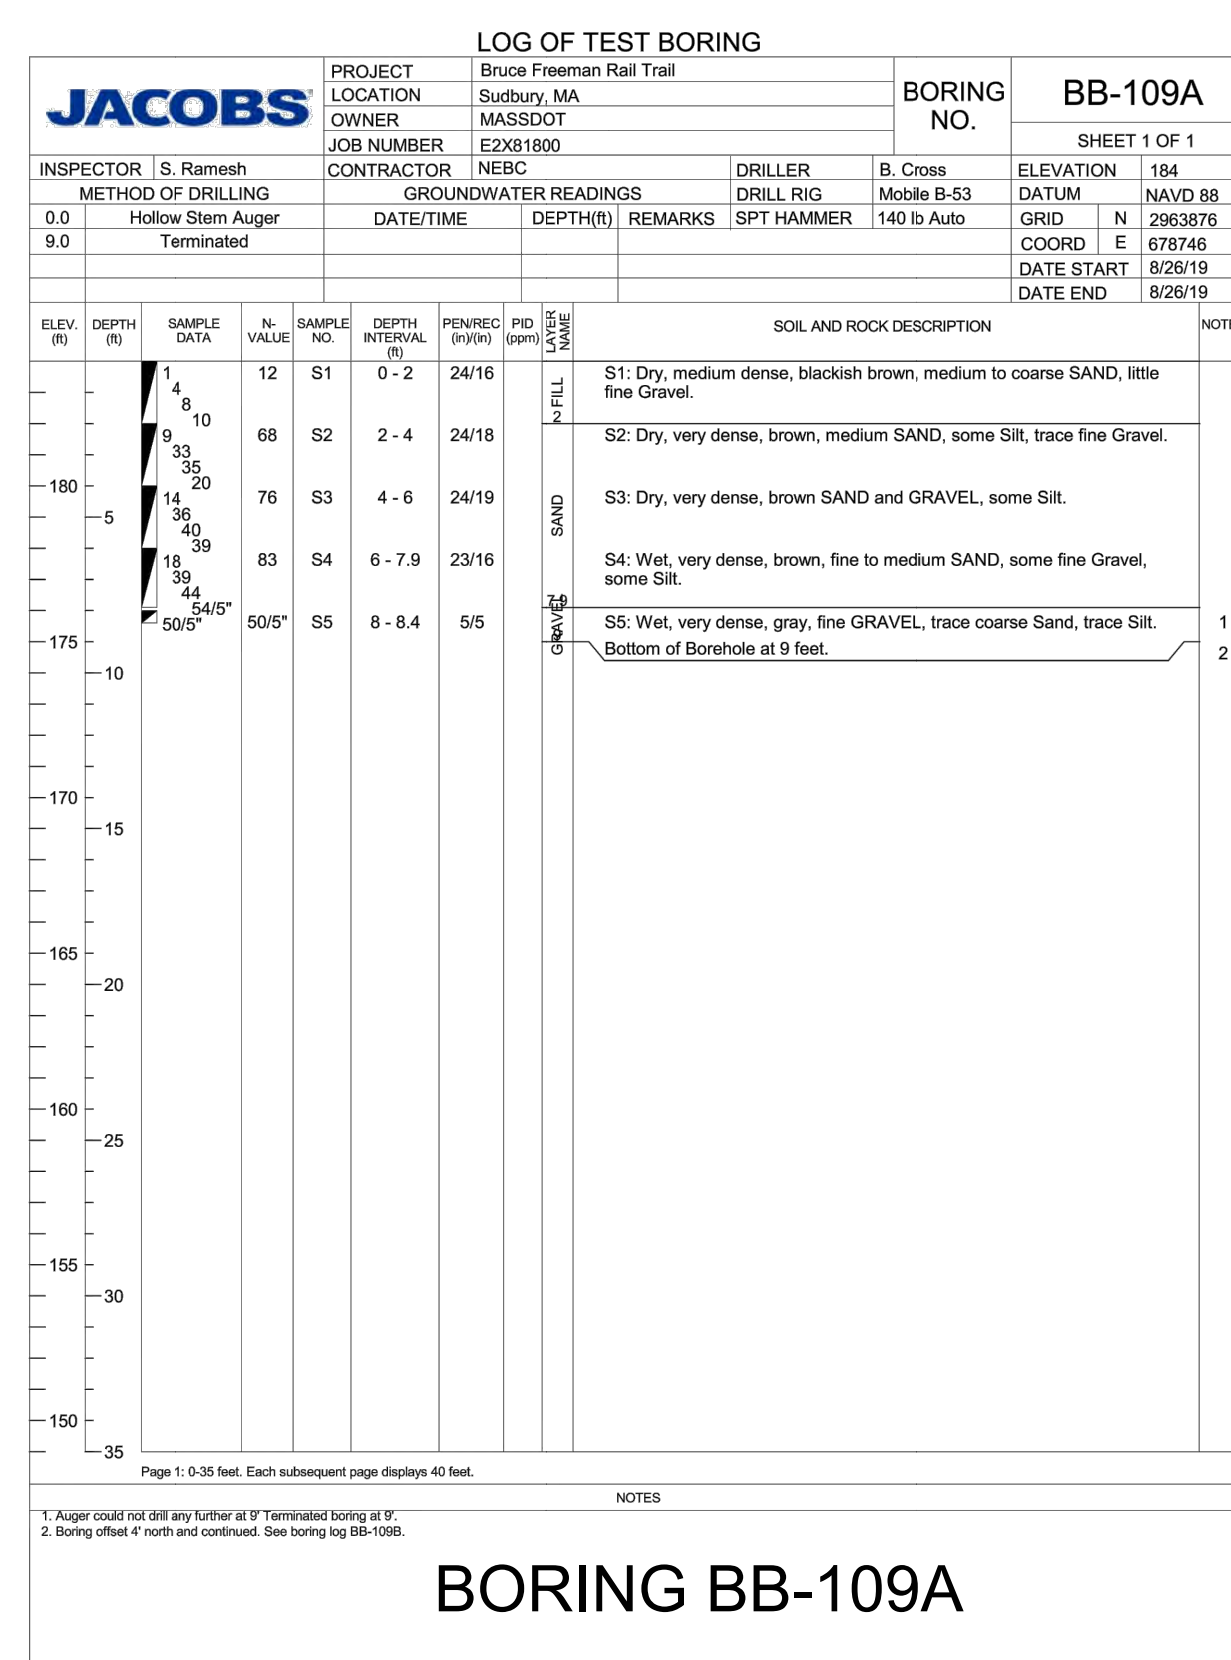 LOG OF TEST BORING
JACOBS
PROJECT Bruce Freeman Rail Trail
LOCATION Sudbury, MA
OWNER MASSDOT
JOB NUMBER E2X81800
BORING NO.
BB-109A
SHEET 1 OF 1
INSPECTOR S. Ramesh CONTRACTOR NEBC DRILLER B. Cross ELEVATION 184
METHOD OF DRILLING GROUNDWATER READINGS DRILL RIG Mobile B-53 DATUM NAVD 88
0.0 Hollow Stem Auger DATE/TIME DEPTH(ft) REMARKS SPT HAMMER 140 lb Auto GRID N 2963876
9.0 Terminated COORD E 678746
DATE START 8/26/19
DATE END 8/26/19
ELEV. (ft) DEPTH (ft) SAMPLE DATA N-VALUE SAMPLE NO. DEPTH INTERVAL (ft) PEN/REC (in)/(in) PID (ppm) LAYER NAME SOIL AND ROCK DESCRIPTION NOTE
1 12 S1 0 - 2 24/16 FILL S1: Dry, medium dense, blackish brown, medium to coarse SAND, little
4 fine Gravel.
8
10 2
9 68 S2 2 - 4 24/18 S2: Dry, very dense, brown, medium SAND, some Silt, trace fine Gravel.
33
35
180 20
14 76 S3 4 - 6 24/19 SAND S3: Dry, very dense, brown SAND and GRAVEL, some Silt.
5 36
40
39
18 83 S4 6 - 7.9 23/16 S4: Wet, very dense, brown, fine to medium SAND, some fine Gravel,
39 some Silt.
44
54/5" 7.9
50/5" 50/5" S5 8 - 8.4 5/5 GRAVEL S5: Wet, very dense, gray, fine GRAVEL, trace coarse Sand, trace Silt. 1
175 9 Bottom of Borehole at 9 feet. 2
10
170
15
165
20
160
25
155
30
150
35
Page 1: 0-35 feet. Each subsequent page displays 40 feet.
NOTES
1. Auger could not drill any further at 9' Terminated boring at 9'.
2. Boring offset 4' north and continued. See boring log BB-109B.
BORING BB-109A